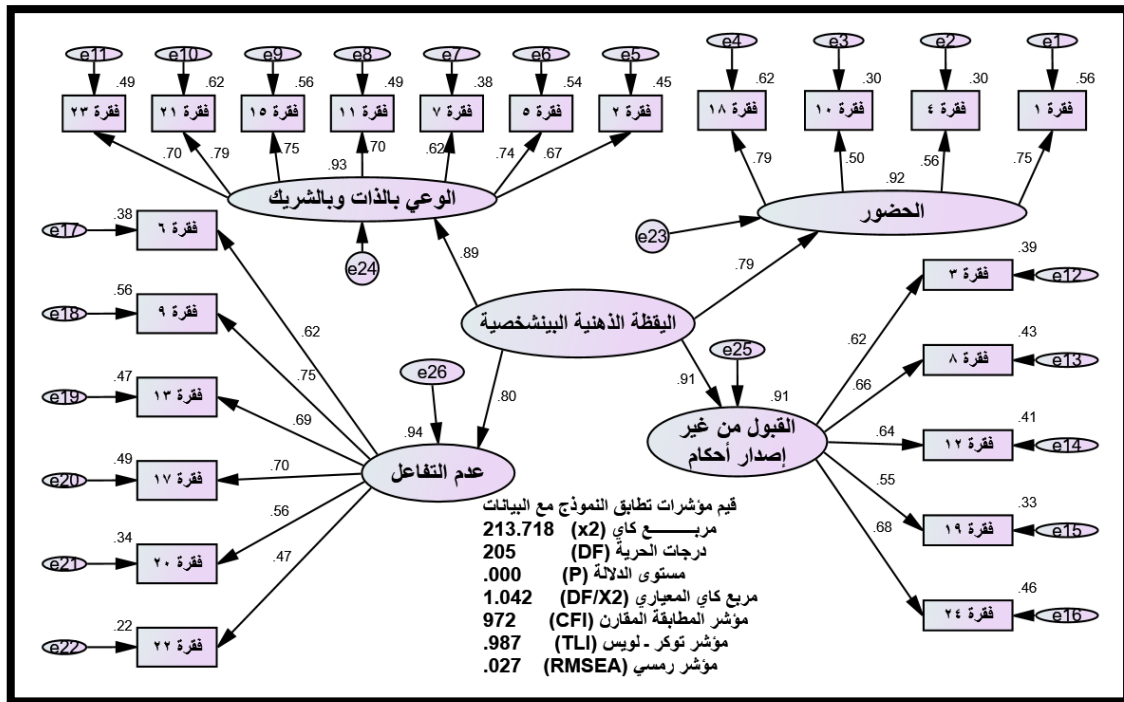 e11 e10 e9 e8 e7 e6 e5
.49 .62 .56 .49 .38 .54 .45
فقرة ٢٣ فقرة ٢١ فقرة ١٥ فقرة ١١ فقرة ٧ فقرة ٥ فقرة ٢
.70 .79 .75 .70 .62 .74 .67
.93
الوعي بالذات وبالشريك
e24
.89
e4 e3 e2 e1
.62 .30 .30 .56
فقرة ١٨ فقرة ١٠ فقرة ٤ فقرة ١
.79 .50 .56 .75
.92
الحضور
e23
.79
اليقظة الذهنية البينشخصية
e17 .38 فقرة ٦ .62
e18 .56 فقرة ٩ .75
e19 .47 فقرة ١٣ .69
e20 .49 فقرة ١٧ .70
e21 .34 فقرة ٢٠ .56
e22 .22 فقرة ٢٢ .47
e26
.94
عدم التفاعل
.80
e25
.91
.91
القبول من غير
إصدار أحكام
.62 فقرة ٣ .39 e12
.66 فقرة ٨ .43 e13
.64 فقرة ١٢ .41 e14
.55 فقرة ١٩ .33 e15
.68 فقرة ٢٤ .46 e16
قيم مؤشرات تطابق النموذج مع البيانات
مربـــــــع كاي (x2) 213.718
درجات الحرية (DF) 205
مستوى الدلالة (P) .000
مربع كاي المعياري (DF/X2) 1.042
مؤشر المطابقة المقارن (CFI) 972
مؤشر توكر ـ لويس (TLI) .987
مؤشر رمسي (RMSEA) .027